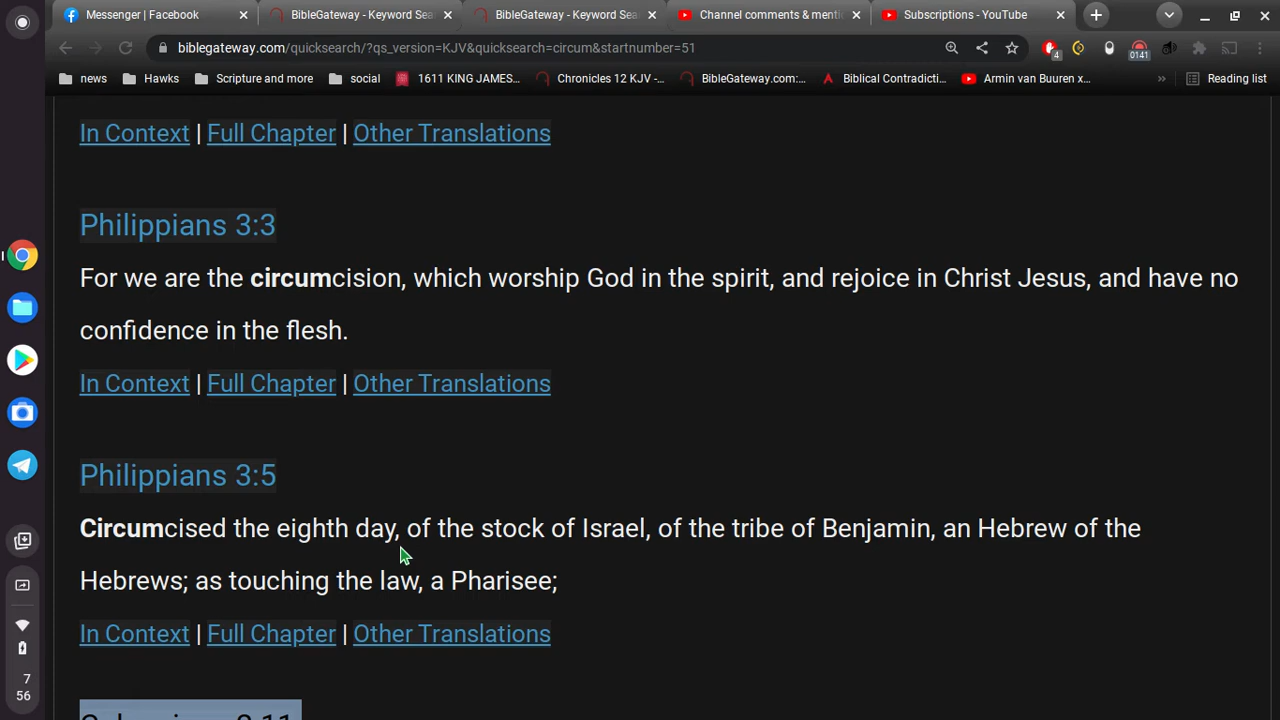 Messenger | Facebook
BibleGateway - Keyword Sea
BibleGateway - Keyword Sea
Channel comments & menti
Subscriptions - YouTube
biblegateway.com/quicksearch/?qs_version=KJV&quicksearch=circum&startnumber=51
4
0141
news
Hawks
Scripture and more
social
1611 KING JAMES...
Chronicles 12 KJV -...
BibleGateway.com:...
Biblical Contradicti...
Armin van Buuren x...
»
Reading list
In Context | Full Chapter | Other Translations
Philippians 3:3
For we are the circumcision, which worship God in the spirit, and rejoice in Christ Jesus, and have no
confidence in the flesh.
In Context | Full Chapter | Other Translations
Philippians 3:5
Circumcised the eighth day, of the stock of Israel, of the tribe of Benjamin, an Hebrew of the
Hebrews; as touching the law, a Pharisee;
In Context | Full Chapter | Other Translations
7
56